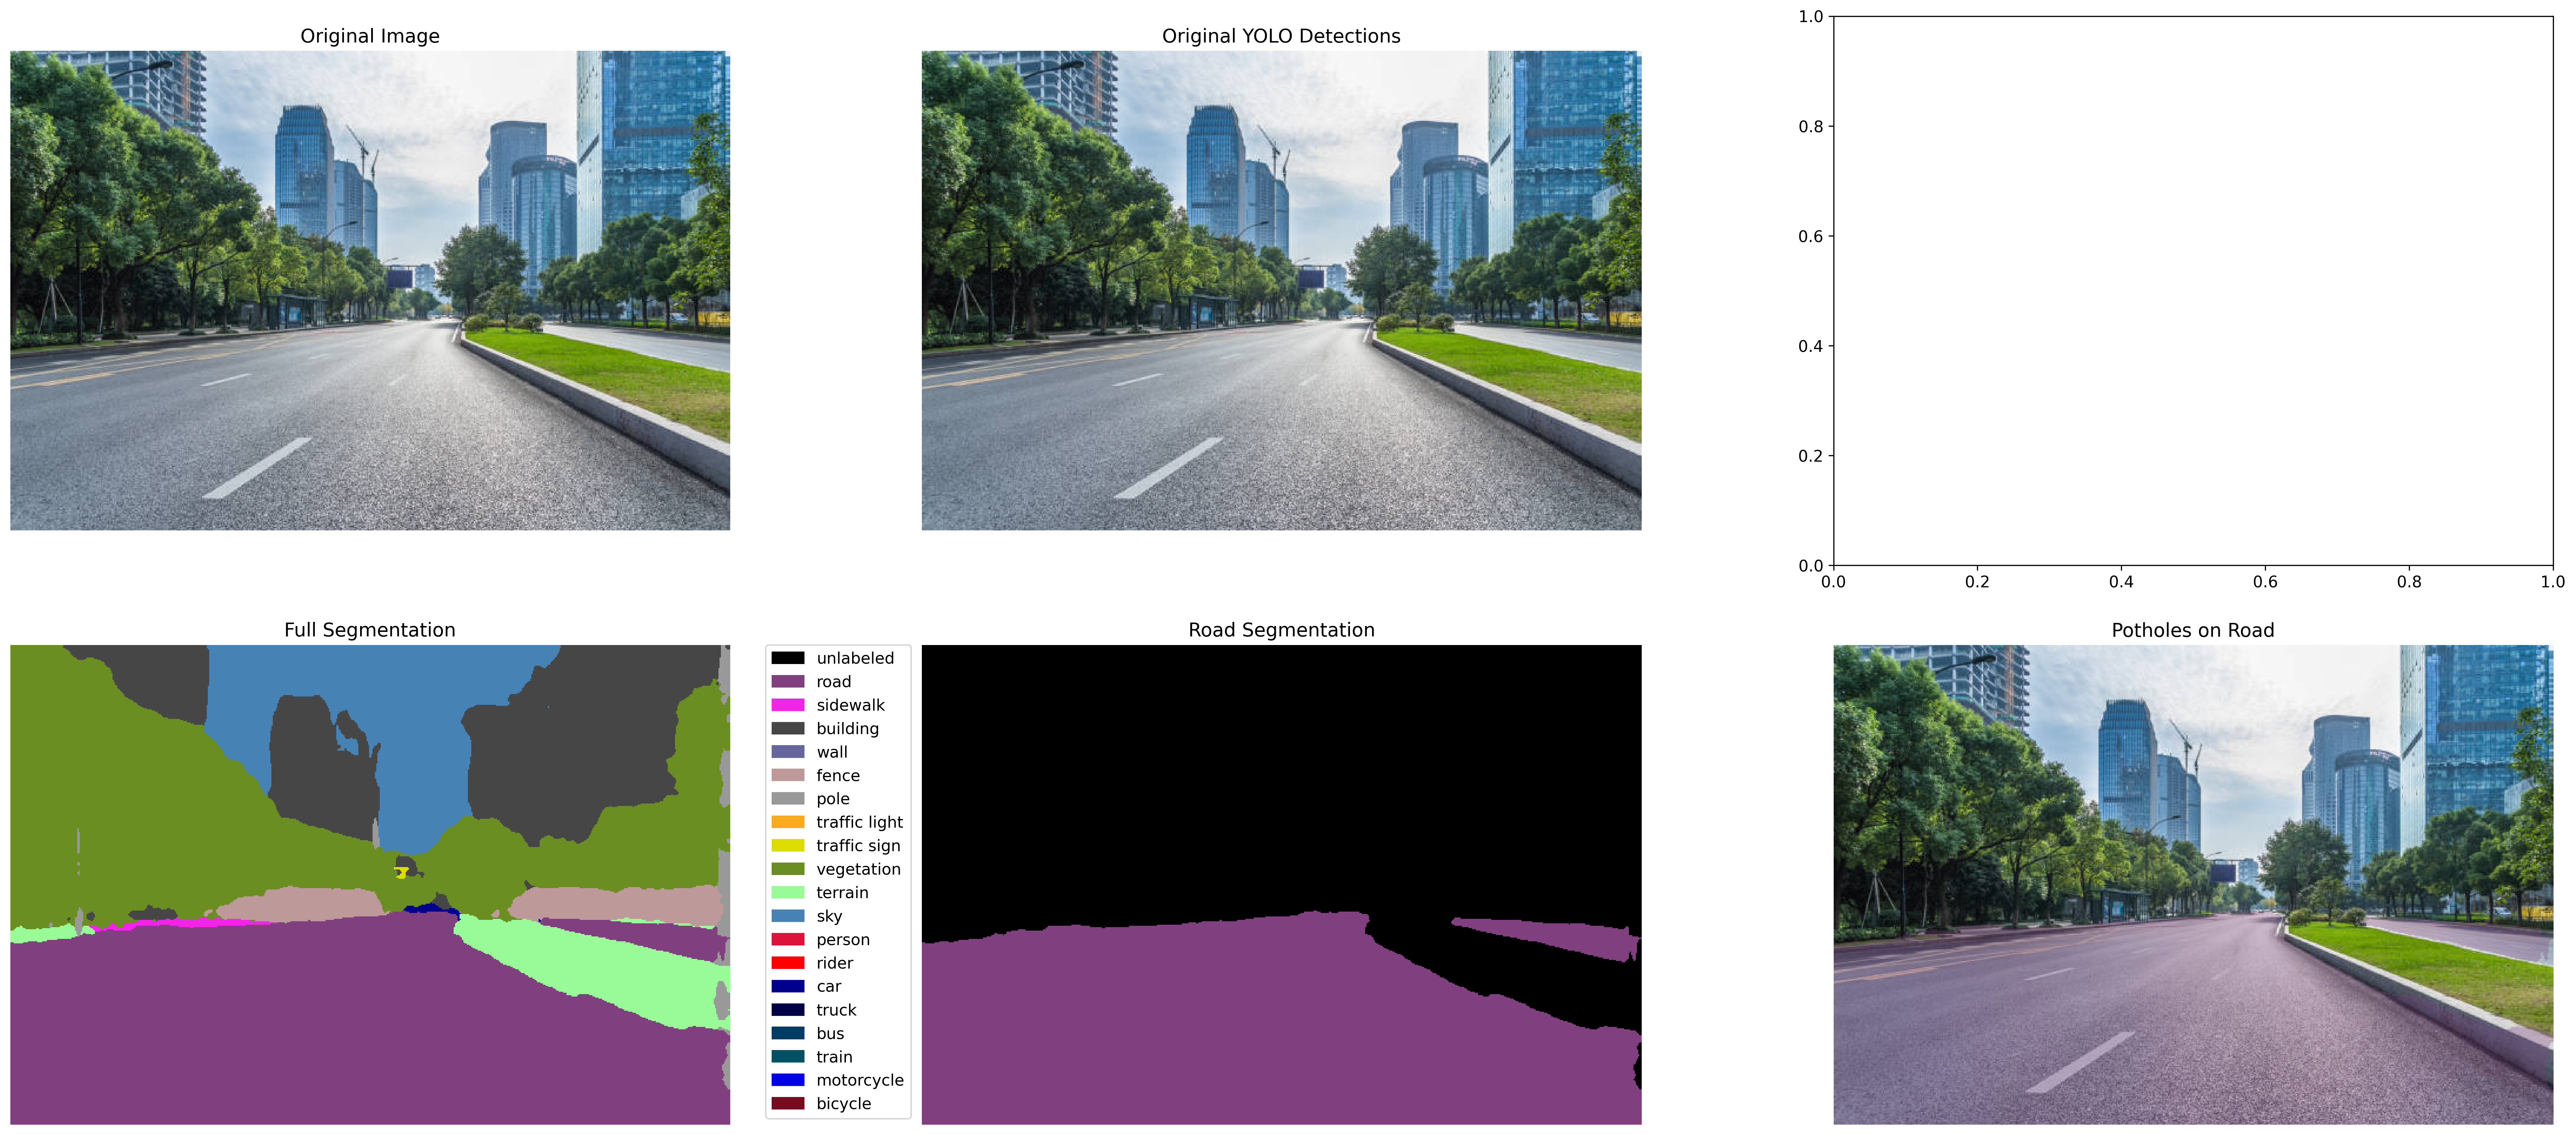 Original Image
Original YOLO Detections
1.0
0.8
0.6
0.4
0.2
0.0
0.0 0.2 0.4 0.6 0.8 1.0
Full Segmentation
unlabeled
road
sidewalk
building
wall
fence
pole
traffic light
traffic sign
vegetation
terrain
sky
person
rider
car
truck
bus
train
motorcycle
bicycle
Road Segmentation
Potholes on Road